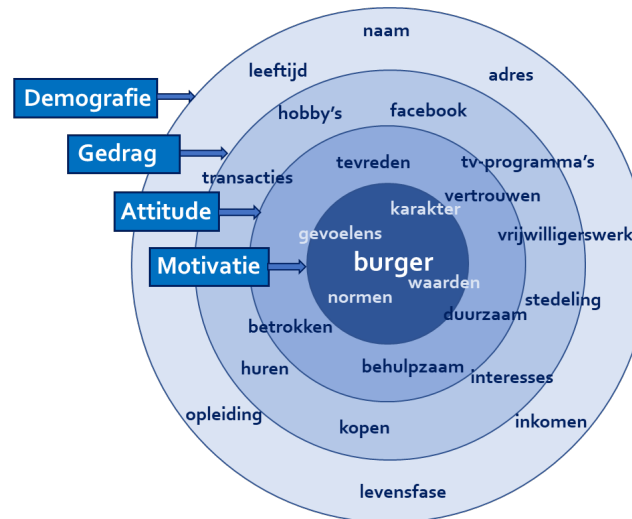 naam
leeftijd
adres
Demografie
hobby's
facebook
Gedrag
tevreden
tv-programma's
transacties
vertrouwen
Attitude
karakter
gevoelens
vrijwilligerswerk
Motivatie
burger
waarden
normen
stedeling
duurzaam
betrokken
huren
behulpzaam
interesses
opleiding
inkomen
kopen
levensfase